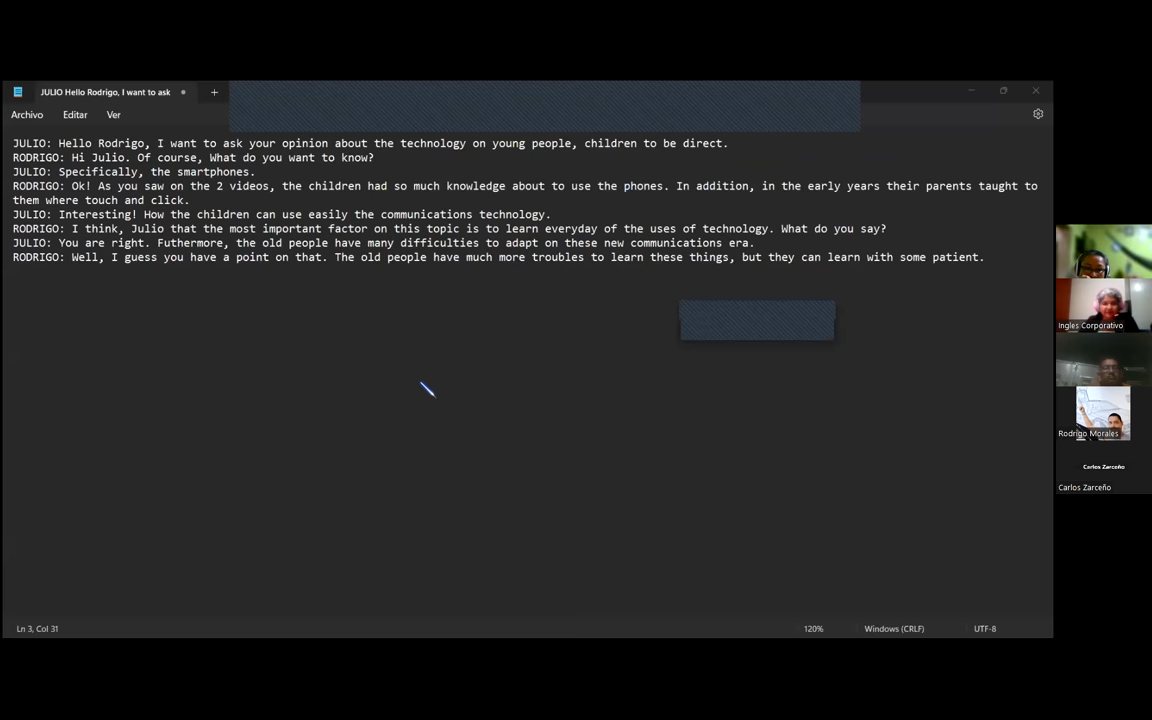 JULIO Hello Rodrigo, I want to ask
Archivo Editar Ver
JULIO: Hello Rodrigo, I want to ask your opinion about the technology on young people, children to be direct.
RODRIGO: Hi Julio. Of course, What do you want to know?
JULIO: Specifically, the smartphones.
RODRIGO: Ok! As you saw on the 2 videos, the children had so much knowledge about to use the phones. In addition, in the early years their parents taught to
them where touch and click.
JULIO: Interesting! How the children can use easily the communications technology.
RODRIGO: I think, Julio that the most important factor on this topic is to learn everyday of the uses of technology. What do you say?
JULIO: You are right. Futhermore, the old people have many difficulties to adapt on these new communications era.
RODRIGO: Well, I guess you have a point on that. The old people have much more troubles to learn these things, but they can learn with some patient.
Ln 3, Col 31
120%
Windows (CRLF)
UTF-8
Ingles Corporativo
Rodrigo Morales
Carlos Zarceño
Carlos Zarceño